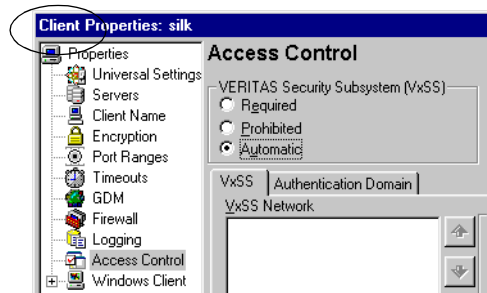 Client Properties: silk
Properties
Universal Settings
Servers
Client Name
Encryption
Port Ranges
Timeouts
GDM
Firewall
Logging
Access Control
Windows Client
Access Control
VERITAS Security Subsystem (VxSS)
Required
Prohibited
Automatic
VxSS
Authentication Domain
VxSS Network